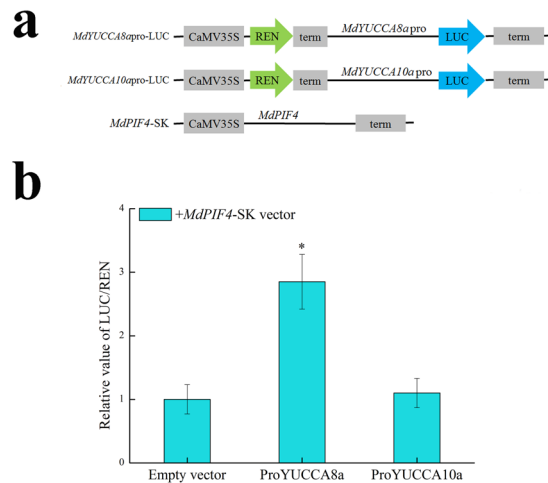 a
MdYUCCA8apro-LUC CaMV35S REN term MdYUCCA8a pro LUC term
MdYUCCA10apro-LUC CaMV35S REN term MdYUCCA10a pro LUC term
MdPIF4-SK CaMV35S MdPIF4 term
b
+MdPIF4-SK vector
Relative value of LUC/REN
4
3
2
1
0
*
Empty vector ProYUCCA8a ProYUCCA10a